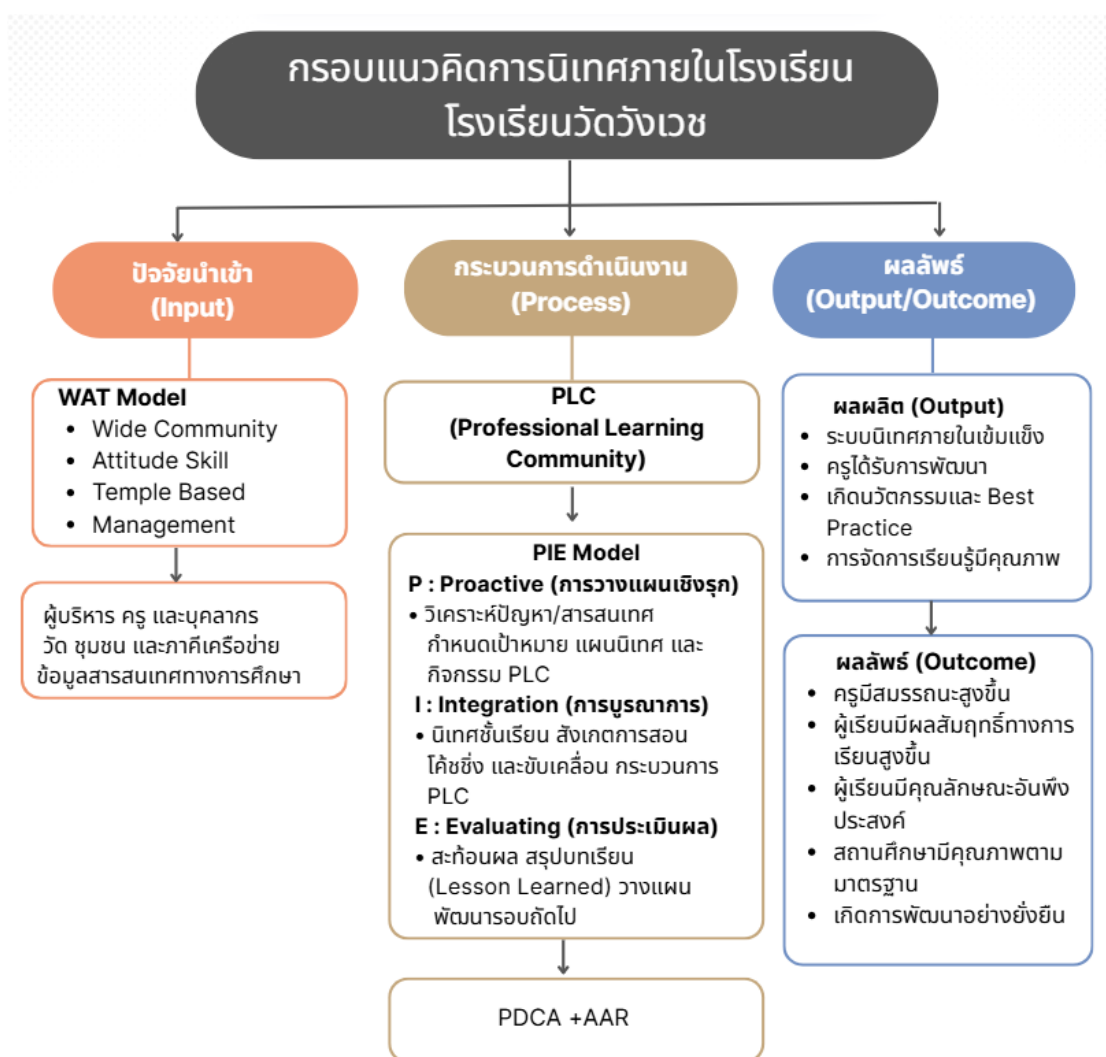 กรอบแนวคิดการนิเทศภายในโรงเรียน
โรงเรียนวัดวังเวช
ปัจจัยนำเข้า
(Input)
WAT Model
• Wide Community
• Attitude Skill
• Temple Based
• Management
ผู้บริหาร ครู และบุคลากร
วัด ชุมชน และภาคีเครือข่าย
ข้อมูลสารสนเทศทางการศึกษา
กระบวนการดำเนินงาน
(Process)
PLC
(Professional Learning
Community)
PIE Model
P : Proactive (การวางแผนเชิงรุก)
• วิเคราะห์ปัญหา/สารสนเทศ
กำหนดเป้าหมาย แผนนิเทศ และ
กิจกรรม PLC
I : Integration (การบูรณาการ)
• นิเทศชั้นเรียน สังเกตการสอน
โค้ชชิ่ง และขับเคลื่อน กระบวนการ
PLC
E : Evaluating (การประเมินผล)
• สะท้อนผล สรุปบทเรียน
(Lesson Learned) วางแผน
พัฒนารอบถัดไป
PDCA +AAR
ผลลัพธ์
(Output/Outcome)
ผลผลิต (Output)
• ระบบนิเทศภายในเข้มแข็ง
• ครูได้รับการพัฒนา
• เกิดนวัตกรรมและ Best
Practice
• การจัดการเรียนรู้มีคุณภาพ
ผลลัพธ์ (Outcome)
• ครูมีสมรรถนะสูงขึ้น
• ผู้เรียนมีผลสัมฤทธิ์ทางการ
เรียนสูงขึ้น
• ผู้เรียนมีคุณลักษณะอันพึง
ประสงค์
• สถานศึกษามีคุณภาพตาม
มาตรฐาน
• เกิดการพัฒนาอย่างยั่งยืน